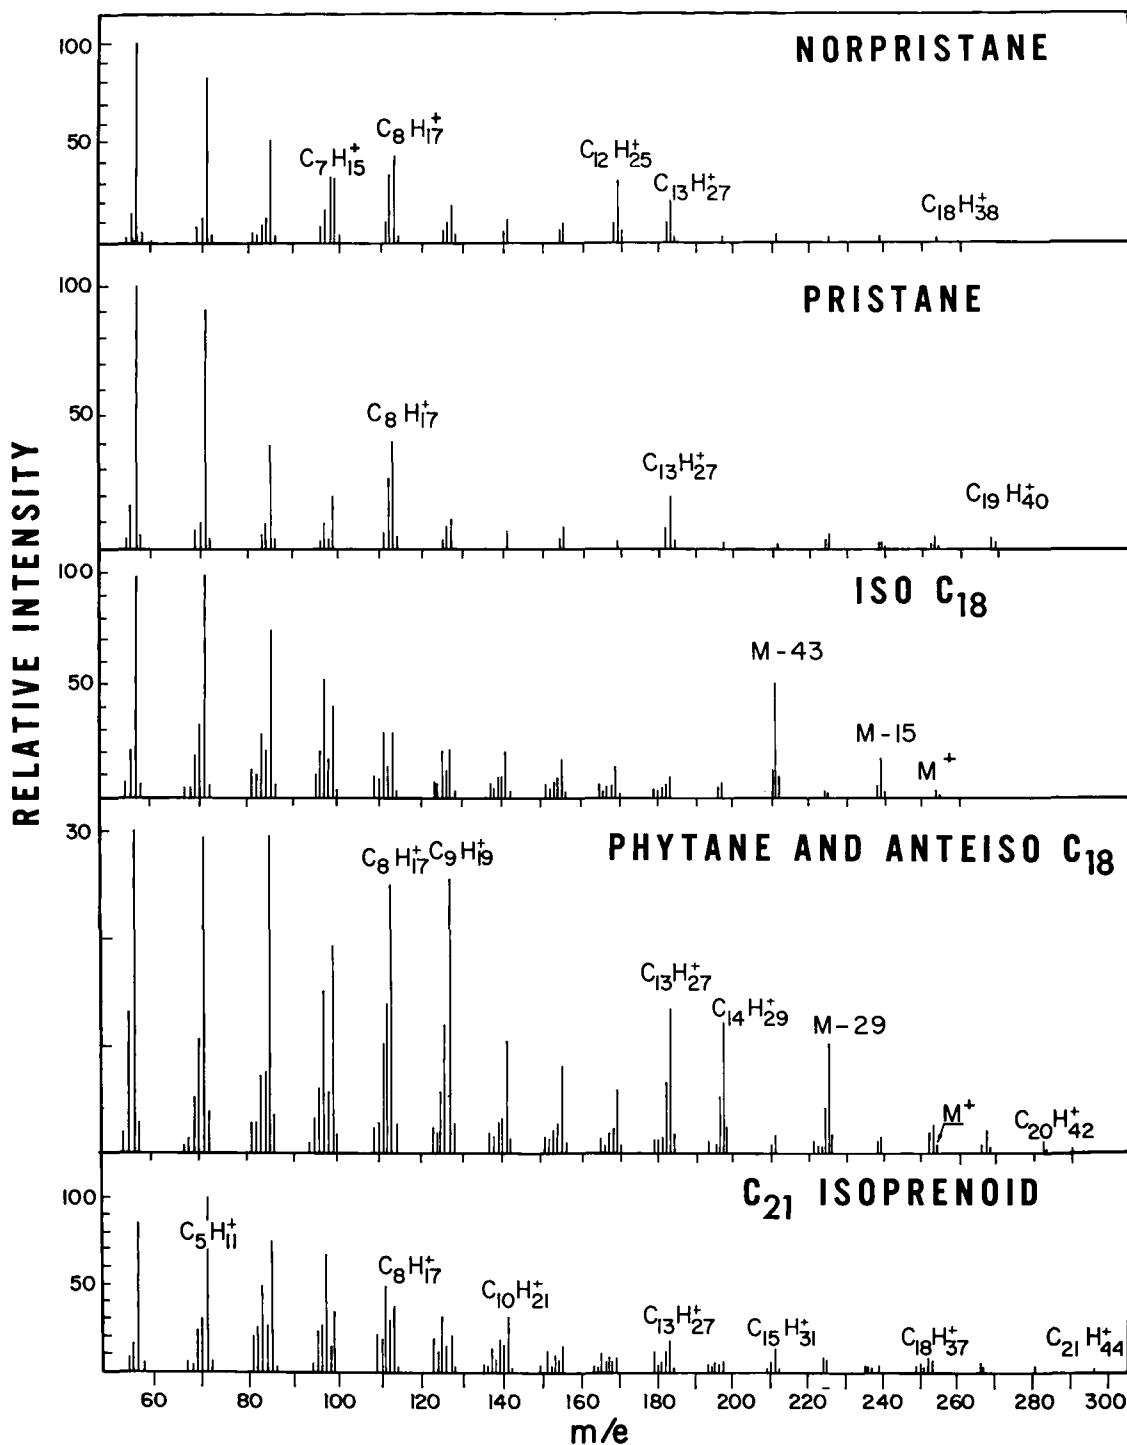 RELATIVE INTENSITY
NORPRISTANE
100
50
C7H15+
C8H17+
C12H25+
C13H27+
C18H38+
PRISTANE
100
50
C8H17+
C13H27+
C19H40+
ISO C18
100
50
M-43
M-15
M+
PHYTANE AND ANTEISO C18
30
C8H17+ C9H19+
C13H27+
C14H29+
M-29
M+
C20H42+
C21 ISOPRENOID
100
50
C5H11+
C8H17+
C10H21+
C13H27+
C15H31+
C18H37+
C21H44+
60 80 100 120 140 160 180 200 220 240 260 280 300
m/e